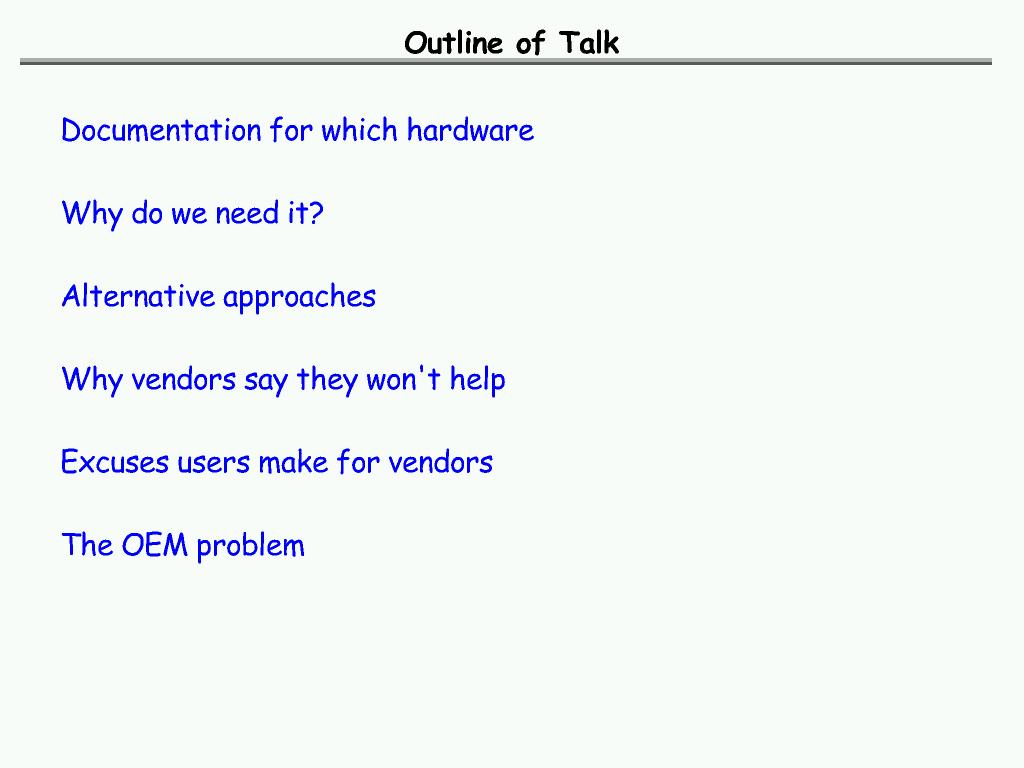 Outline of Talk
Documentation for which hardware
Why do we need it?
Alternative approaches
Why vendors say they won't help
Excuses users make for vendors
The OEM problem